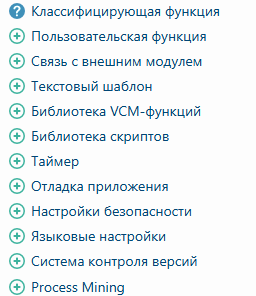 Классифицирующая функция
Пользовательская функция
Связь с внешним модулем
Текстовый шаблон
Библиотека VCM-функций
Библиотека скриптов
Таймер
Отладка приложения
Настройки безопасности
Языковые настройки
Система контроля версий
Process Mining